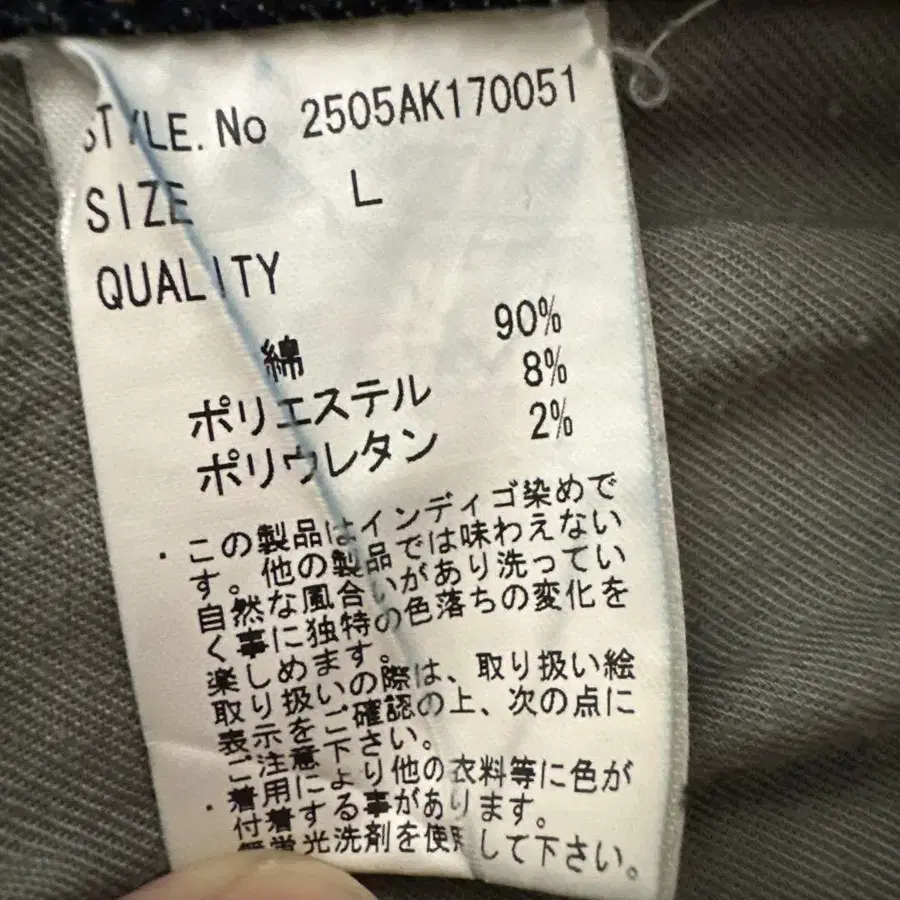 STYLE.No 2505AK170051
SIZE L
QUALITY
綿 90%
ポリエステル 8%
ポリウレタン 2%
・この製品はインディゴ染めで
す。他の製品では味わえない
自然な風合いがあり洗ってい
く事に独特の色落ちの変化を
楽しめます。
取り扱いの際は、取り扱い絵
表示をご確認の上、次の点に
ご注意下さい。
・着用により他の衣料等に色が
付着する事があります。
無蛍光洗剤を使用して下さい。